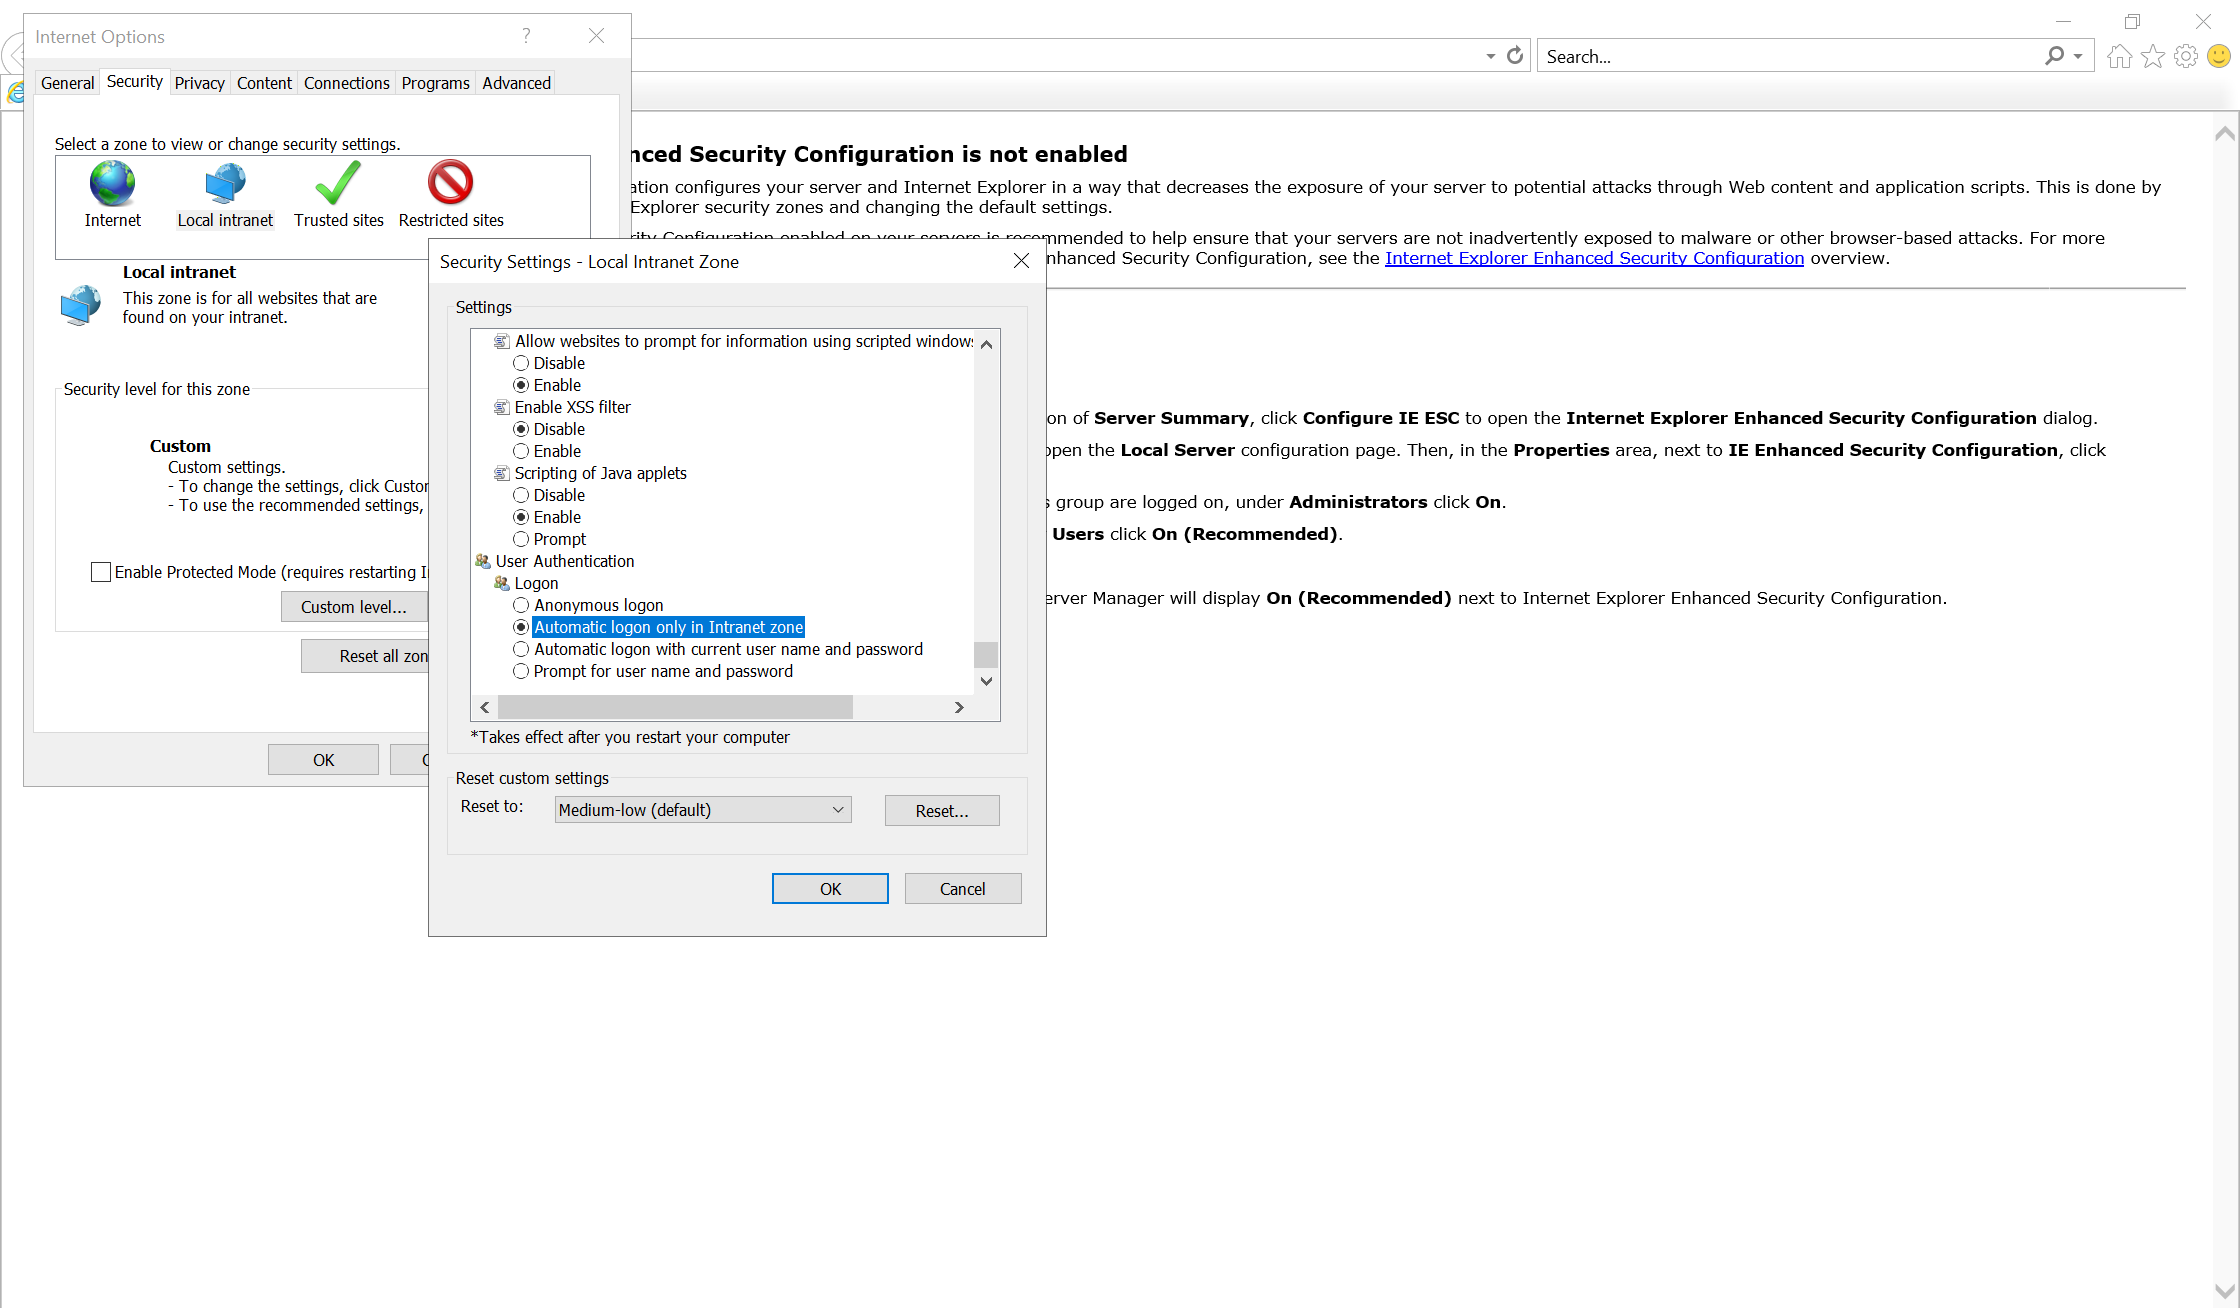 Internet Options
?
Search...
General Security Privacy Content Connections Programs Advanced
Select a zone to view or change security settings.
Internet Local intranet Trusted sites Restricted sites
Local intranet
This zone is for all websites that are
found on your intranet.
Security level for this zone
Custom
Custom settings.
- To change the settings, click
- To use the recommended settings,
Enable Protected Mode (requires restarting
Custom level...
Reset all
OK
Security Configuration is not enabled
configures your server and Internet Explorer in a way that decreases the exposure of your server to potential attacks through Web content and application scripts. This is done by
Explorer security zones and changing the default settings.
Configuration enabled on your servers is recommended to help ensure that your servers are not inadvertently exposed to malware or other browser-based attacks. For more
Enhanced Security Configuration, see the Internet Explorer Enhanced Security Configuration overview.
of Server Summary, click Configure IE ESC to open the Internet Explorer Enhanced Security Configuration dialog.
open the Local Server configuration page. Then, in the Properties area, next to IE Enhanced Security Configuration, click
group are logged on, under Administrators click On.
Users click On (Recommended).
Server Manager will display On (Recommended) next to Internet Explorer Enhanced Security Configuration.
Security Settings - Local Intranet Zone
Settings
Allow websites to prompt for information using scripted windows
Disable
Enable
Enable XSS filter
Disable
Enable
Scripting of Java applets
Disable
Enable
Prompt
User Authentication
Logon
Anonymous logon
Automatic logon only in Intranet zone
Automatic logon with current user name and password
Prompt for user name and password
*Takes effect after you restart your computer
Reset custom settings
Reset to: Medium-low (default) Reset...
OK Cancel